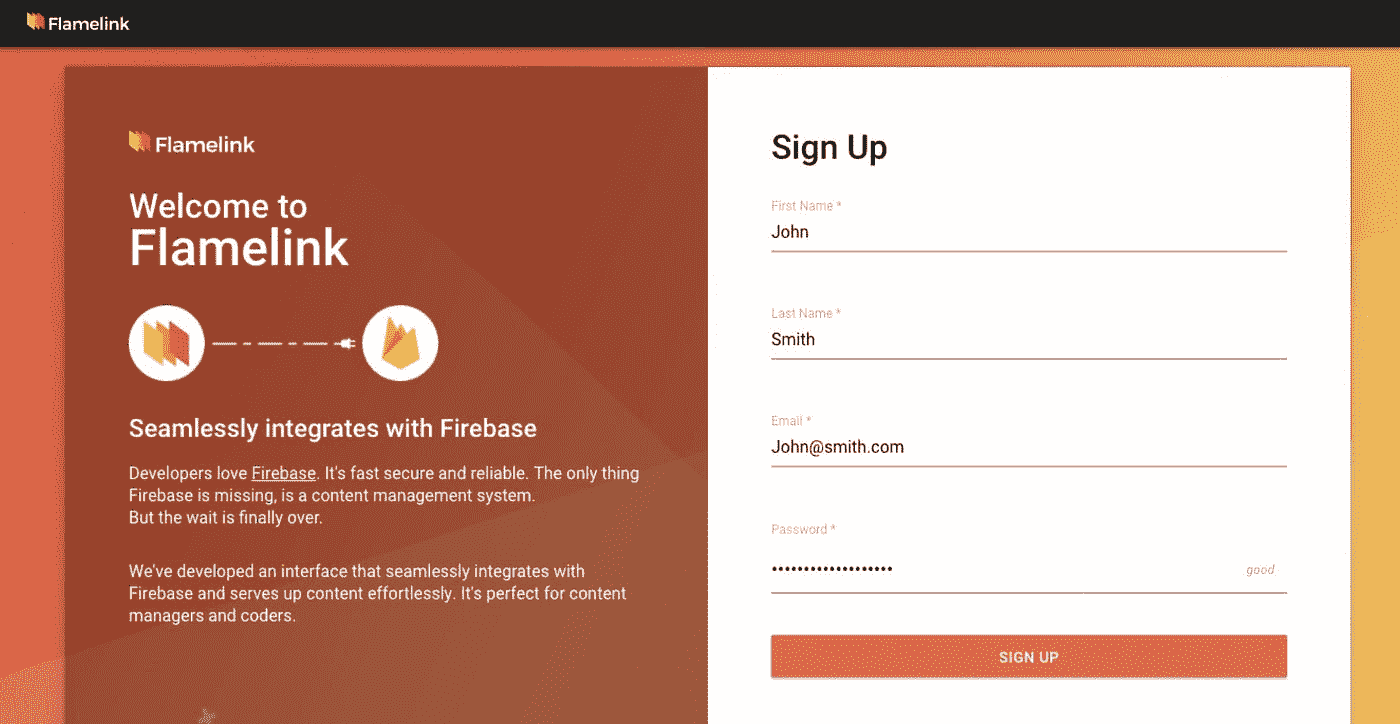 Flamelink
Flamelink
Welcome to
Flamelink
Seamlessly integrates with Firebase
Developers love Firebase. It's fast secure and reliable. The only thing
Firebase is missing, is a content management system.
But the wait is finally over.
We've developed an interface that seamlessly integrates with
Firebase and serves up content effortlessly. It's perfect for content
managers and coders.
Sign Up
First Name *
John
Last Name *
Smith
Email *
John@smith.com
Password *
•••••••••••••••••••
good
SIGN UP